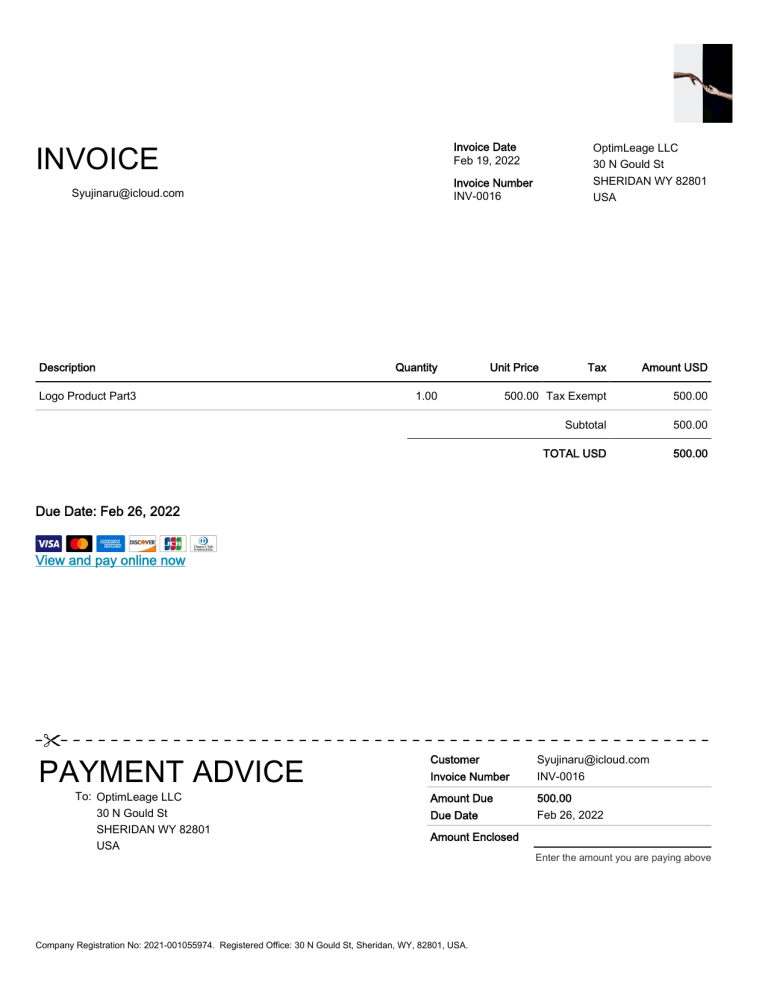 INVOICE
Syujinaru@icloud.com
Invoice Date
Feb 19, 2022
Invoice Number
INV-0016
OptimLeage LLC
30 N Gould St
SHERIDAN WY 82801
USA
Description Quantity Unit Price Tax Amount USD
Logo Product Part3 1.00 500.00 Tax Exempt 500.00
Subtotal 500.00
TOTAL USD 500.00
Due Date: Feb 26, 2022
VISA AMERICAN EXPRESS DISCOVER JCB Diners Club
View and pay online now
PAYMENT ADVICE
To: OptimLeage LLC
30 N Gould St
SHERIDAN WY 82801
USA
Customer Syujinaru@icloud.com
Invoice Number INV-0016
Amount Due 500.00
Due Date Feb 26, 2022
Amount Enclosed
Enter the amount you are paying above
Company Registration No: 2021-001055974. Registered Office: 30 N Gould St, Sheridan, WY, 82801, USA.